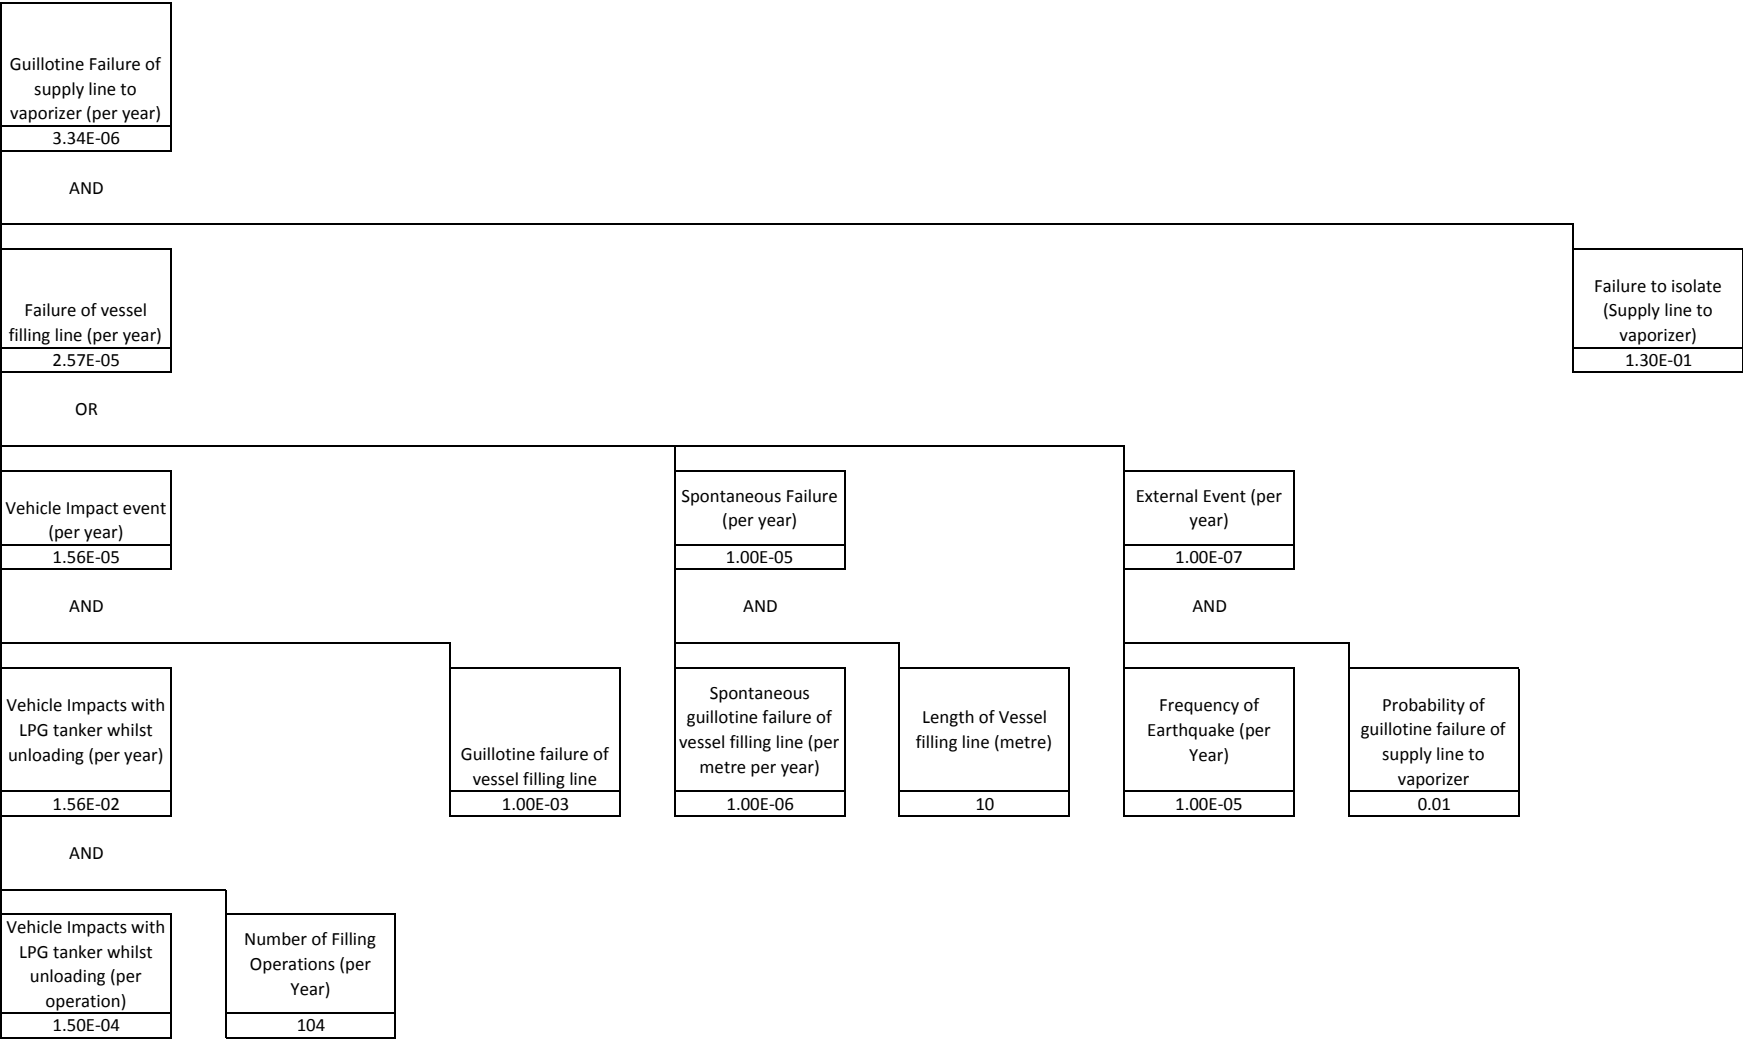 Guillotine Failure of
supply line to
vaporizer (per year)
3.34E-06
AND
Failure of vessel
filling line (per year)
2.57E-05
Failure to isolate
(Supply line to
vaporizer)
1.30E-01
OR
Vehicle Impact event
(per year)
1.56E-05
Spontaneous Failure
(per year)
1.00E-05
External Event (per
year)
1.00E-07
AND
AND
AND
Vehicle Impacts with
LPG tanker whilst
unloading (per year)
1.56E-02
Guillotine failure of
vessel filling line
1.00E-03
Spontaneous
guillotine failure of
vessel filling line (per
metre per year)
1.00E-06
Length of Vessel
filling line (metre)
10
Frequency of
Earthquake (per
Year)
1.00E-05
Probability of
guillotine failure of
supply line to
vaporizer
0.01
AND
Vehicle Impacts with
LPG tanker whilst
unloading (per
operation)
1.50E-04
Number of Filling
Operations (per
Year)
104